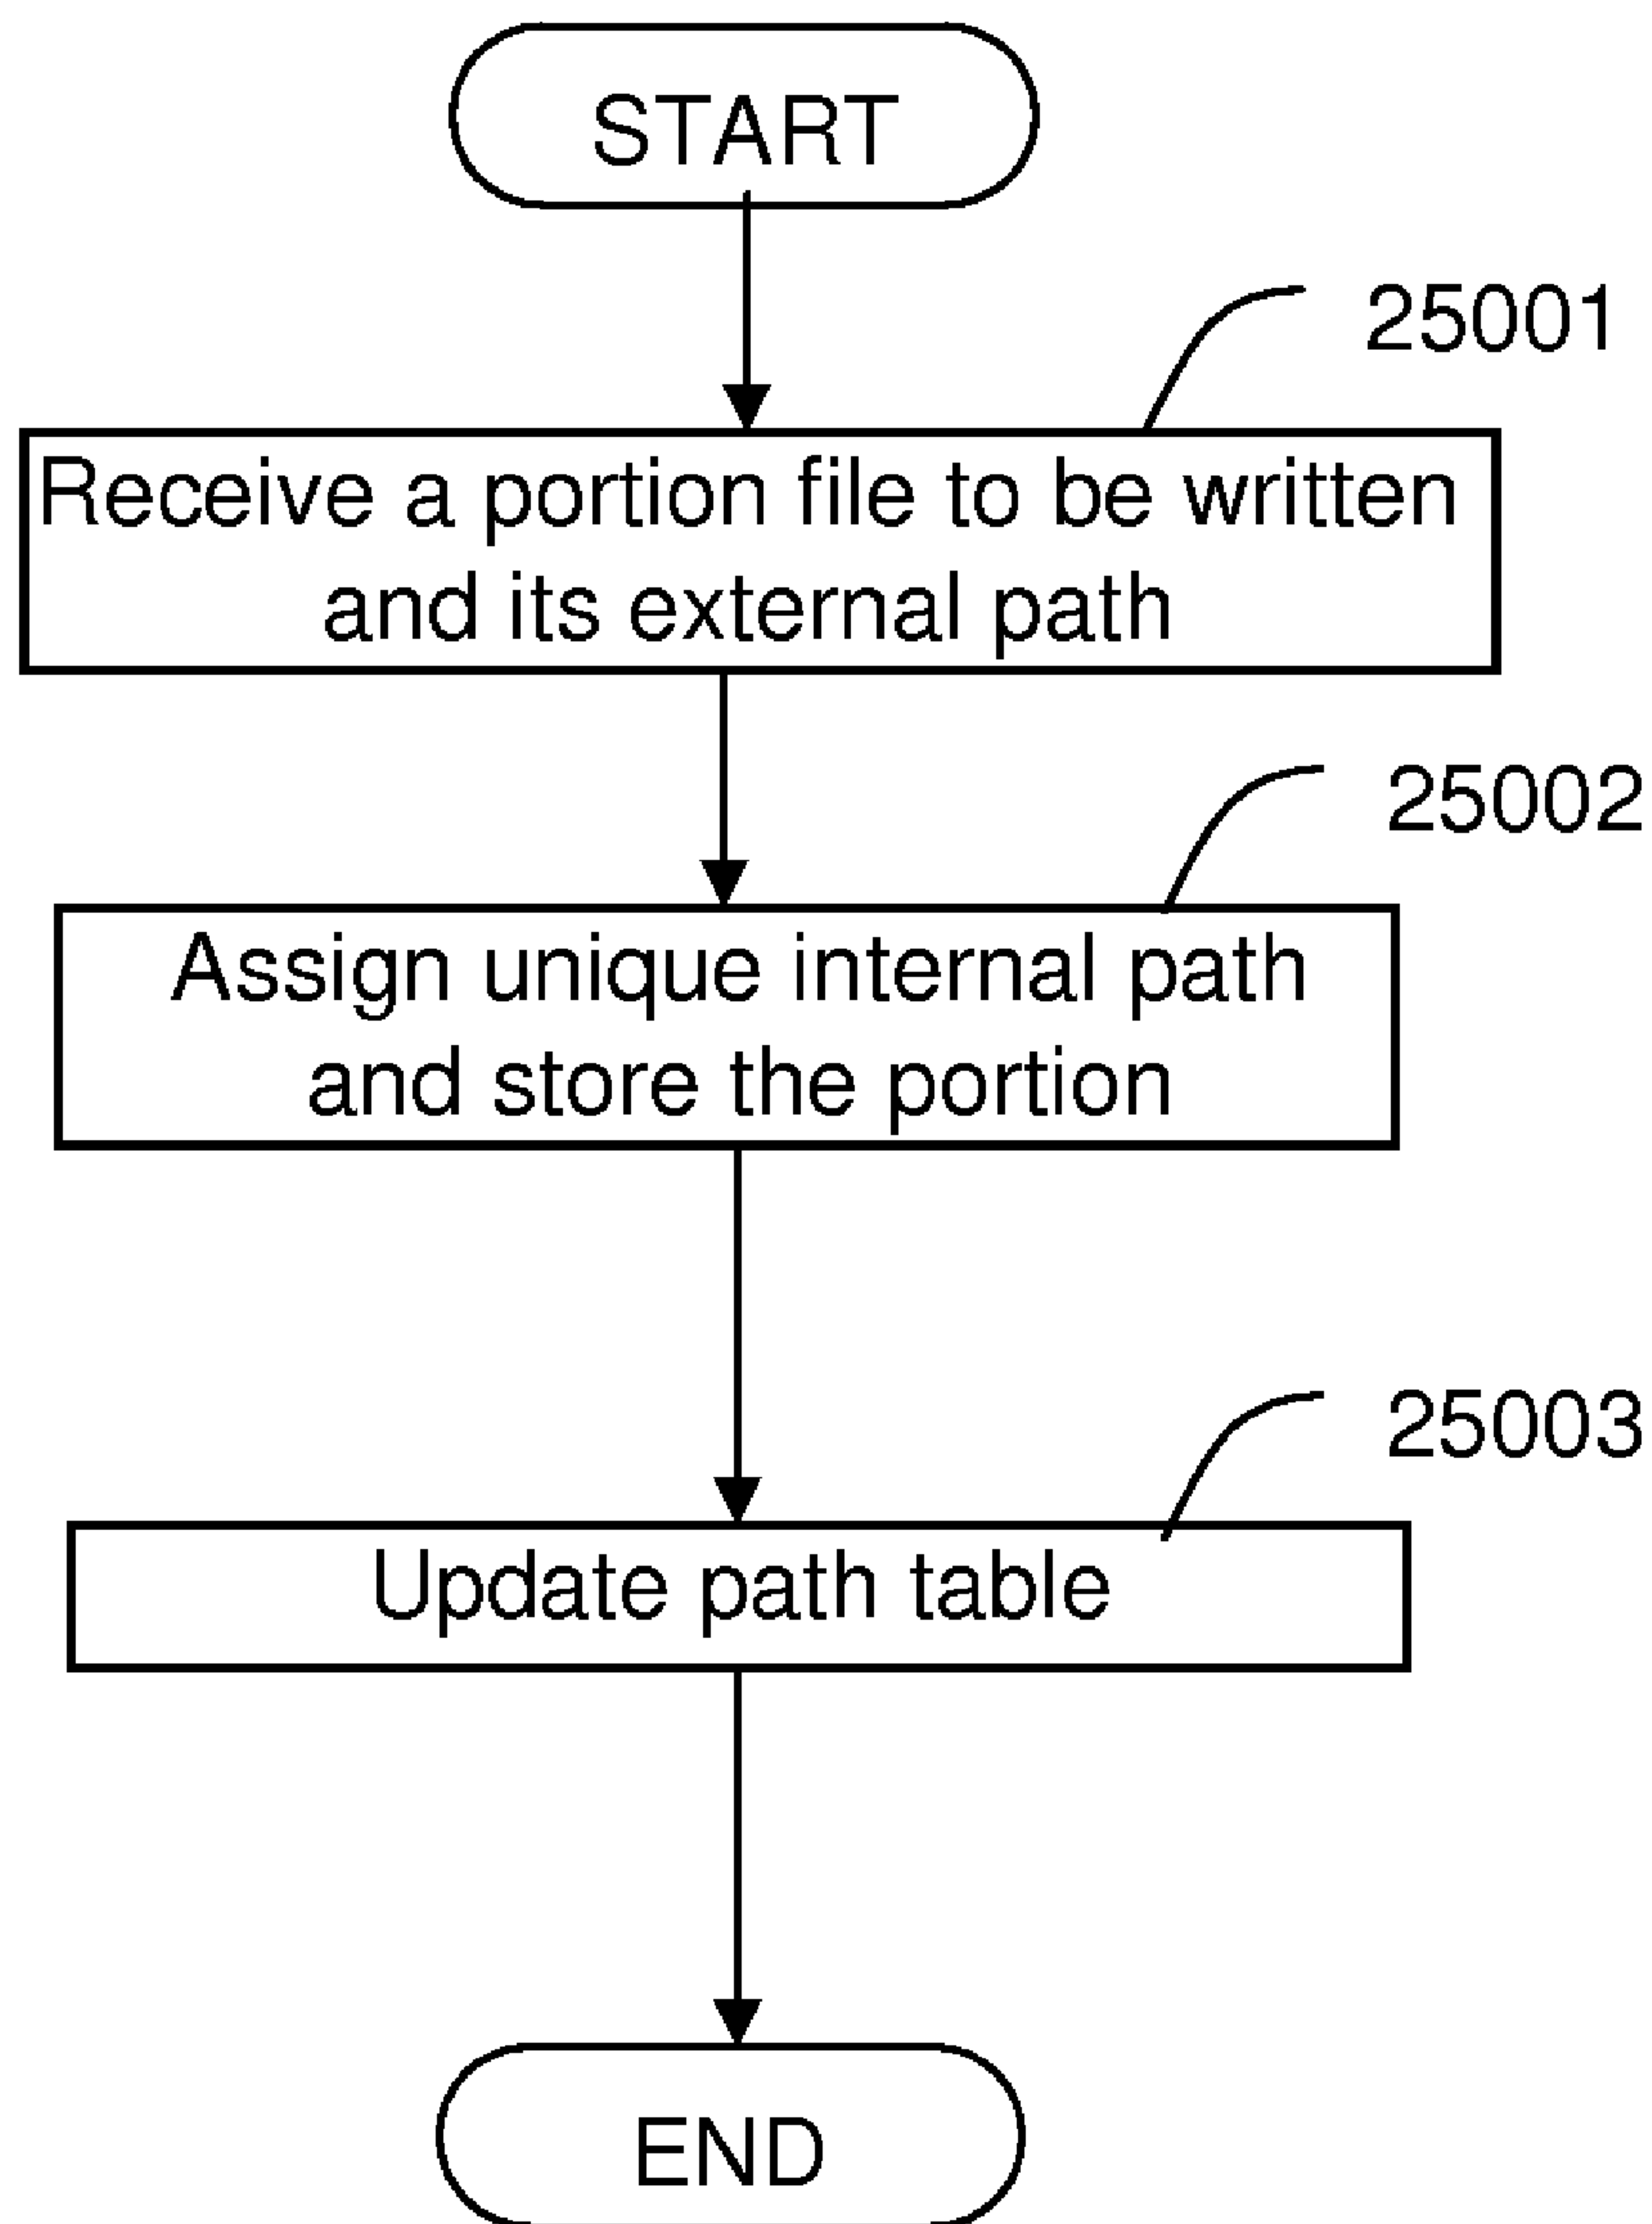 START
25001
Receive a portion file to be written
and its external path
25002
Assign unique internal path
and store the portion
25003
Update path table
END